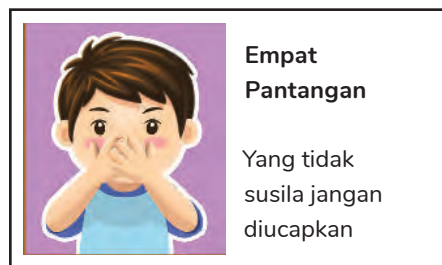 Empat
Pantangan
Yang tidak
susila jangan
diucapkan